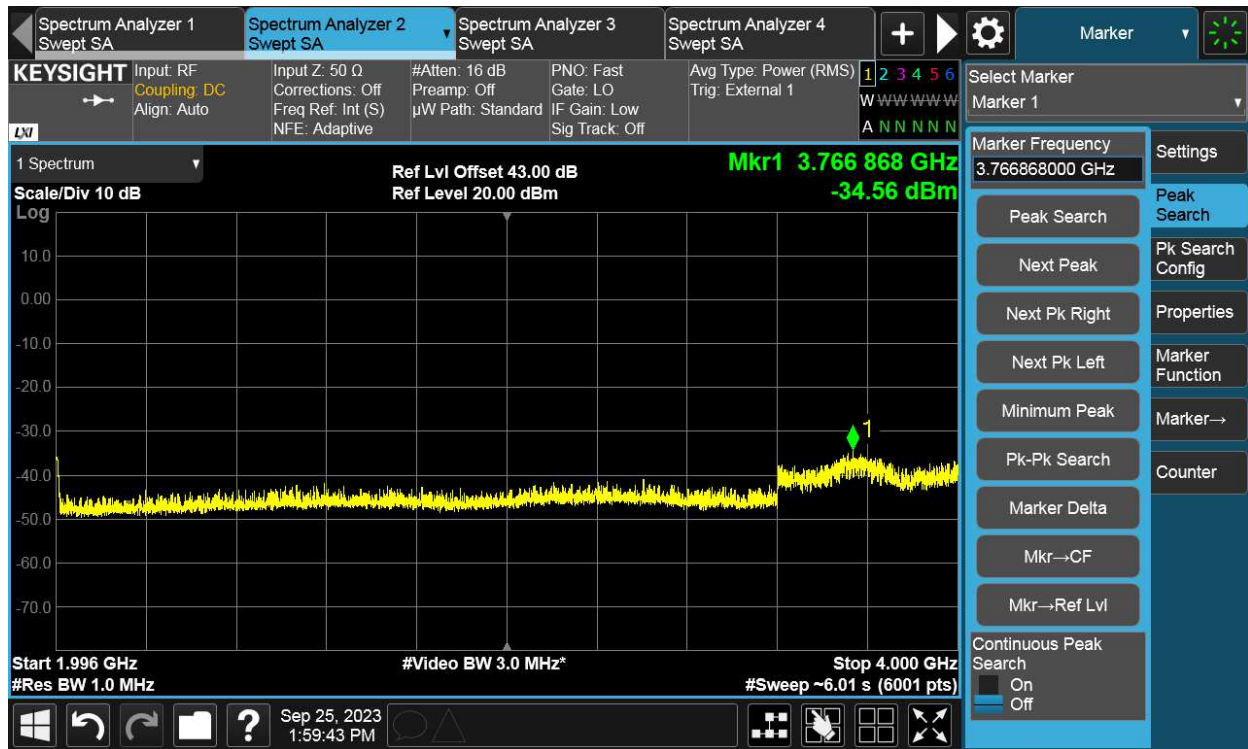 Spectrum Analyzer 1
Swept SA
Spectrum Analyzer 2
Swept SA
Spectrum Analyzer 3
Swept SA
Spectrum Analyzer 4
Swept SA
+
Marker
KEYSIGHT
LXI
Input: RF
Coupling: DC
Align: Auto
Input Z: 50 Ω
Corrections: Off
Freq Ref: Int (S)
NFE: Adaptive
#Atten: 16 dB
Preamp: Off
µW Path: Standard
PNO: Fast
Gate: LO
IF Gain: Low
Sig Track: Off
Avg Type: Power (RMS)
Trig: External 1
1 2 3 4 5 6
W W W W W W
A N N N N N
1 Spectrum
Scale/Div 10 dB
Log
Ref Lvl Offset 43.00 dB
Ref Level 20.00 dBm
Mkr1 3.766 868 GHz
-34.56 dBm
10.0
0.00
-10.0
-20.0
-30.0
-40.0
-50.0
-60.0
-70.0
1
Start 1.996 GHz
#Res BW 1.0 MHz
#Video BW 3.0 MHz*
Stop 4.000 GHz
#Sweep ~6.01 s (6001 pts)
Select Marker
Marker 1
Marker Frequency
3.766868000 GHz
Peak Search
Next Peak
Next Pk Right
Next Pk Left
Minimum Peak
Pk-Pk Search
Marker Delta
Mkr→CF
Mkr→Ref Lvl
Continuous Peak
Search
On
Off
Settings
Peak
Search
Pk Search
Config
Properties
Marker
Function
Marker→
Counter
?
Sep 25, 2023
1:59:43 PM